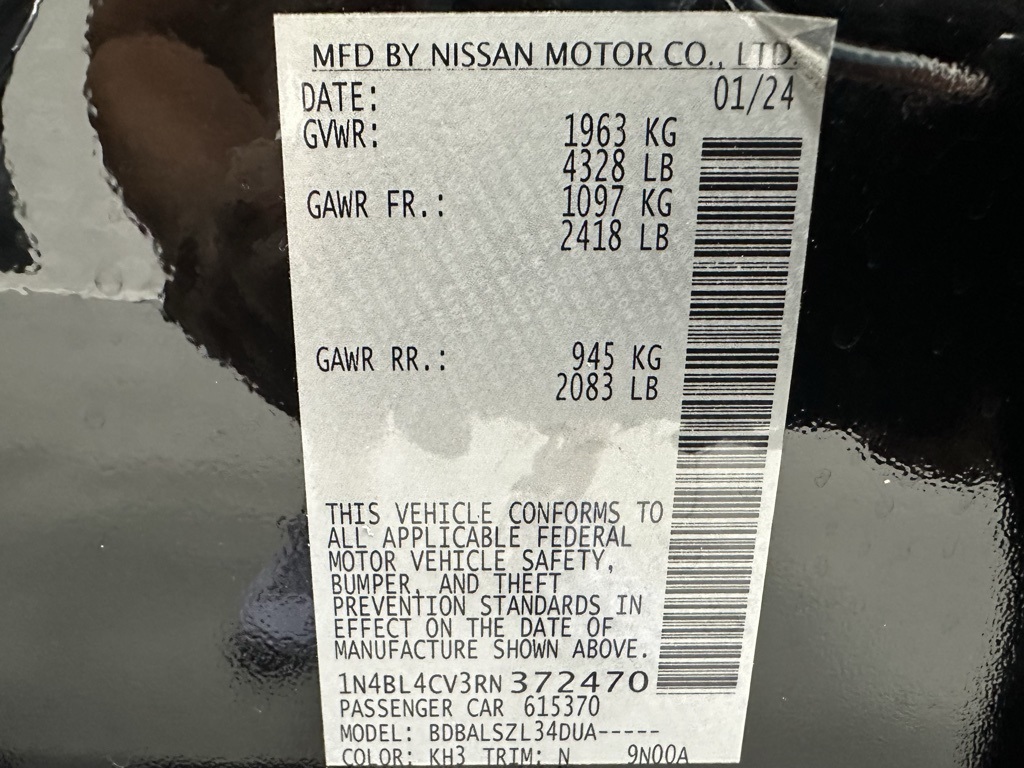 MFD BY NISSAN MOTOR CO., LTD.
DATE: 01/24
GVWR: 1963 KG
4328 LB
GAWR FR.: 1097 KG
2418 LB
GAWR RR.: 945 KG
2083 LB
THIS VEHICLE CONFORMS TO
ALL APPLICABLE FEDERAL
MOTOR VEHICLE SAFETY,
BUMPER, AND THEFT
PREVENTION STANDARDS IN
EFFECT ON THE DATE OF
MANUFACTURE SHOWN ABOVE.
1N4BL4CV3RN372470
PASSENGER CAR 615370
MODEL: BDBALSZL34DUA-----
COLOR: KH3 TRIM: N 9N00A